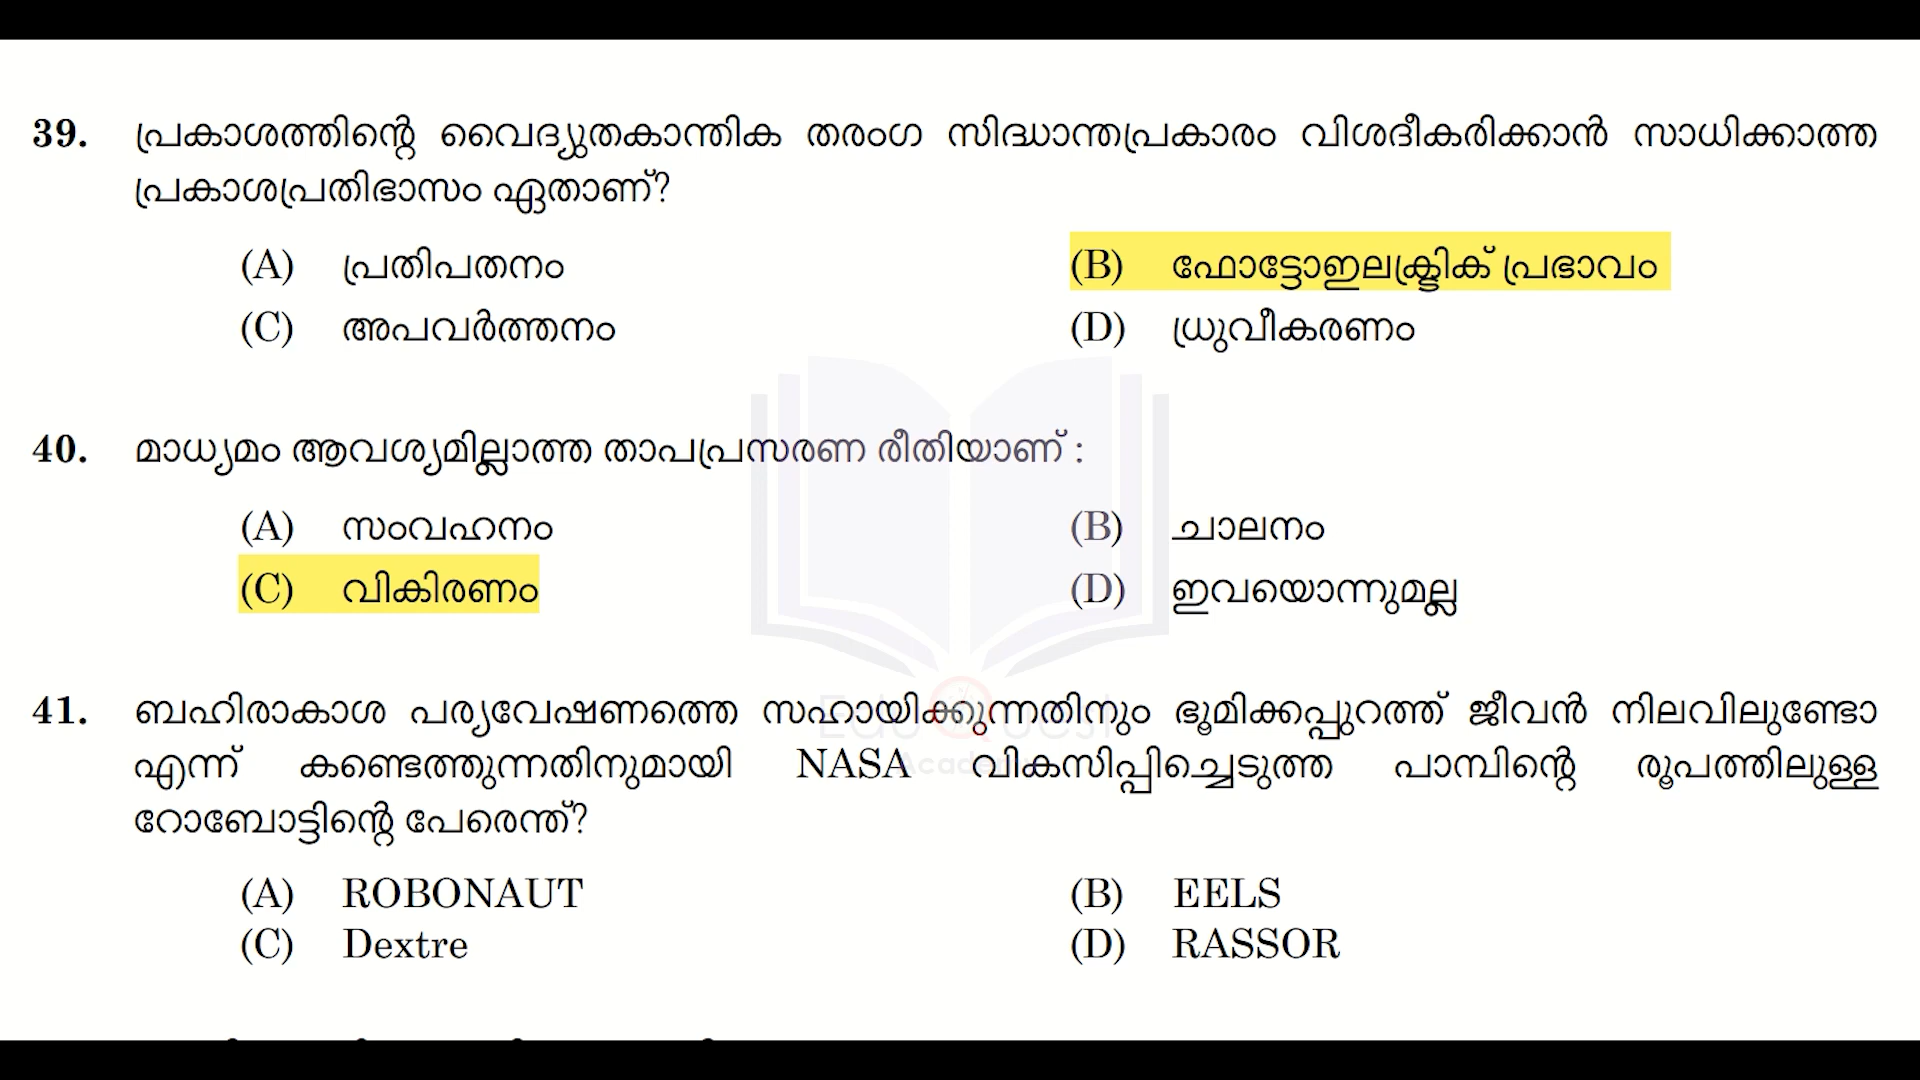 39. പ്രകാശത്തിന്റെ വൈദ്യുതകാന്തിക തരംഗ സിദ്ധാന്തപ്രകാരം വിശദീകരിക്കാൻ സാധിക്കാത്ത
പ്രകാശപ്രതിഭാസം ഏതാണ്?
(A) പ്രതിപതനം (B) ഫോട്ടോഇലക്ട്രിക് പ്രഭാവം
(C) അപവർത്തനം (D) ധ്രുവീകരണം
40. മാധ്യമം ആവശ്യമില്ലാത്ത താപപ്രസരണ രീതിയാണ് :
(A) സംവഹനം (B) ചാലനം
(C) വികിരണം (D) ഇവയൊന്നുമല്ല
41. ബഹിരാകാശ പര്യവേഷണത്തെ സഹായിക്കുന്നതിനും ഭൂമിക്കപ്പുറത്ത് ജീവൻ നിലവിലുണ്ടോ
എന്ന് കണ്ടെത്തുന്നതിനുമായി NASA വികസിപ്പിച്ചെടുത്ത പാമ്പിന്റെ രൂപത്തിലുള്ള
റോബോട്ടിന്റെ പേരെന്ത്?
(A) ROBONAUT (B) EELS
(C) Dextre (D) RASSOR